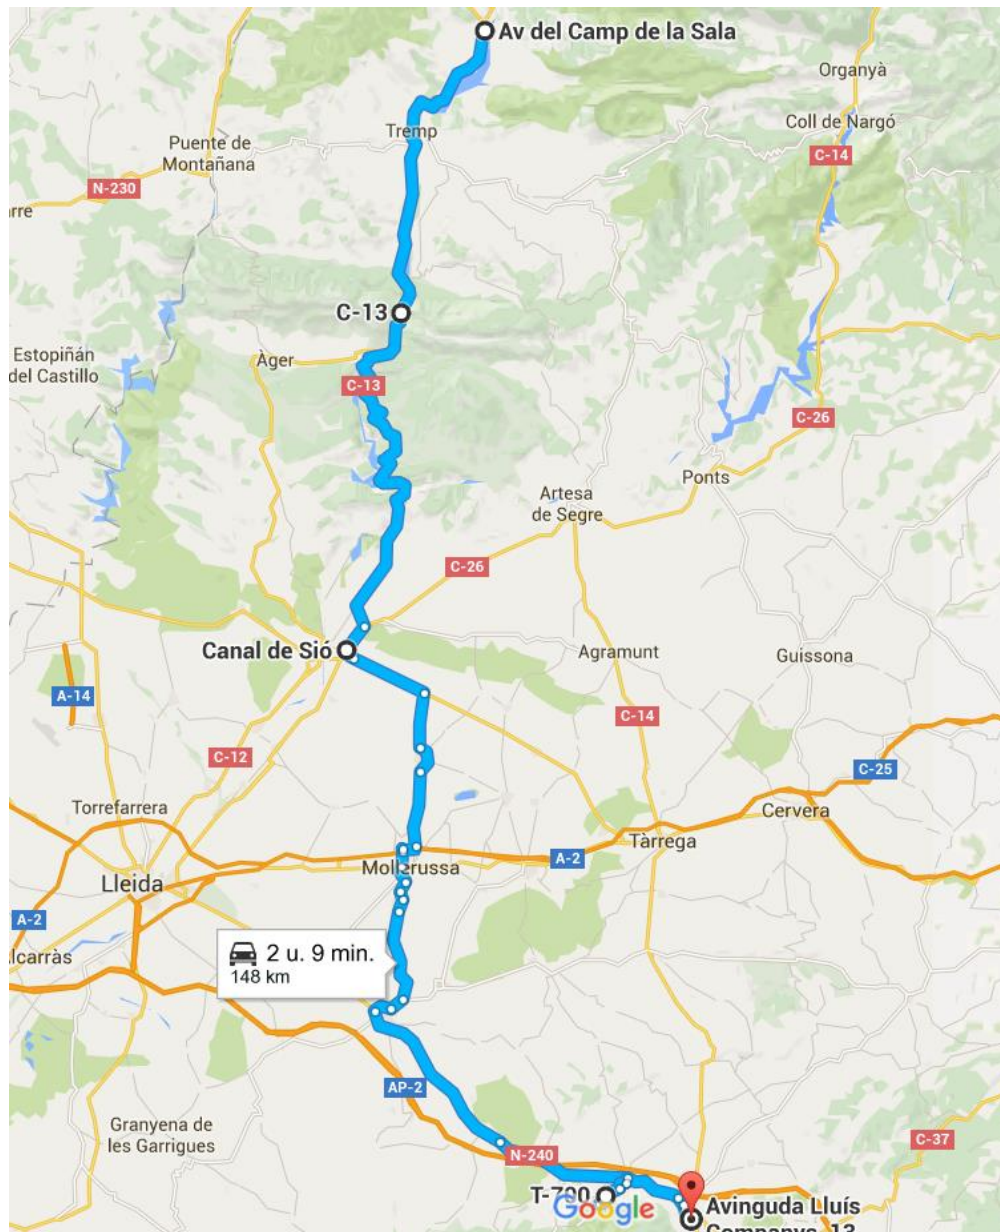 Av del Camp de la Sala
Organyà
Coll de Nargó
C-14
Tremp
Puente de
Montañana
N-230
rre
C-13
Estopiñán
del Castillo
Àger
C-13
C-26
Ponts
Artesa
de Segre
C-26
Canal de Sió
Agramunt
Guissona
A-14
C-14
C-12
C-25
Torrefarrera
Cervera
Tàrrega
Mollerussa
A-2
Lleida
A-2
lcarràs
2 u. 9 min.
148 km
AP-2
Granyena de
les Garrigues
C-37
N-240
T-700
Google
Avinguda Lluís
Companys, 13